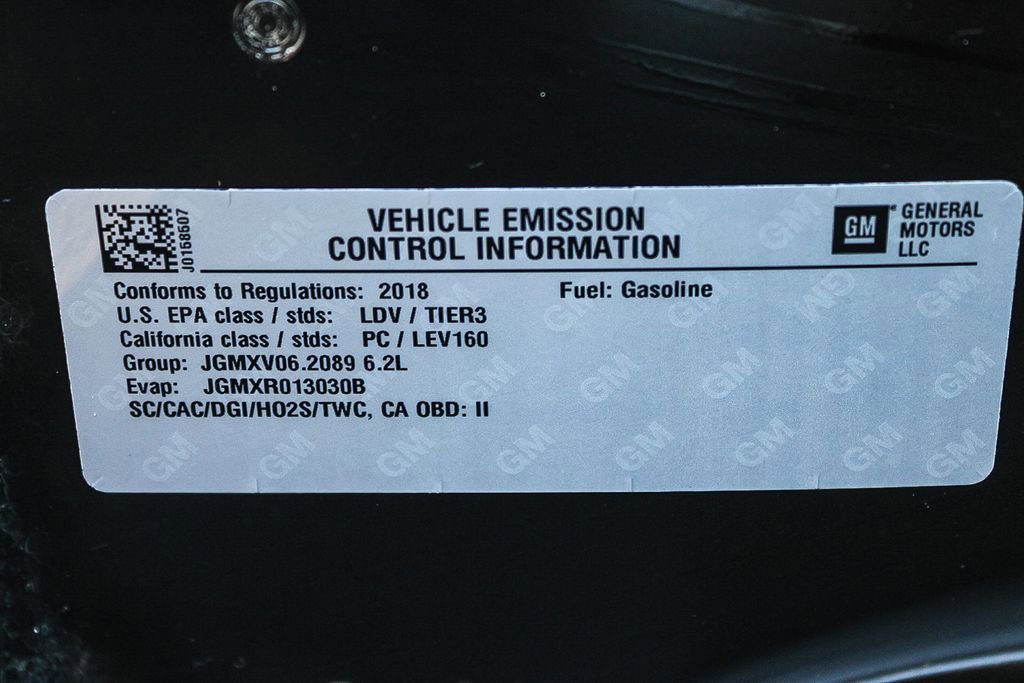 VEHICLE EMISSION
CONTROL INFORMATION
J0168607
GM
GENERAL
MOTORS
LLC
Conforms to Regulations: 2018 Fuel: Gasoline
U.S. EPA class / stds: LDV / TIER3
California class / stds: PC / LEV160
Group: JGMXV06.2089 6.2L
Evap: JGMXR013030B
SC/CAC/DGI/HO2S/TWC, CA OBD: II